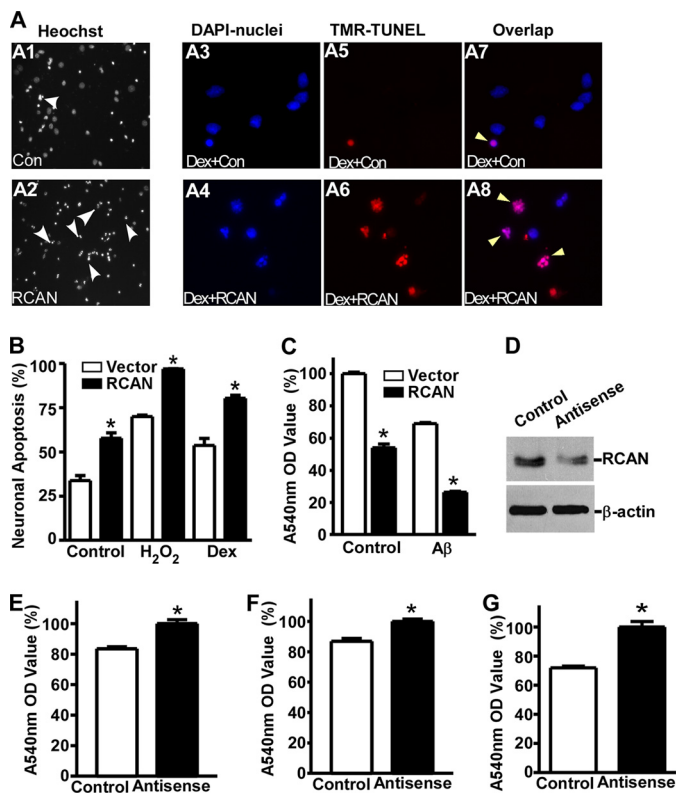 A
Heochst
DAPI-nuclei
TMR-TUNEL
Overlap
A1
Con
A3
Dex+Con
A5
Dex+Con
A7
Dex+Con
A2
RCAN
A4
Dex+RCAN
A6
Dex+RCAN
A8
Dex+RCAN
B
Neuronal Apoptosis (%)
100
75
50
25
0
Vector
RCAN
*
*
*
Control
H2O2
Dex
C
A540nm OD Value (%)
100
80
60
40
20
0
Vector
RCAN
*
*
Control
Aβ
D
Control
Antisense
RCAN
β-actin
E
A540nm OD Value (%)
100
80
60
40
20
0
*
Control
Antisense
F
A540nm OD Value (%)
100
80
60
40
20
0
*
Control
Antisense
G
A540nm OD Value (%)
100
80
60
40
20
0
*
Control
Antisense